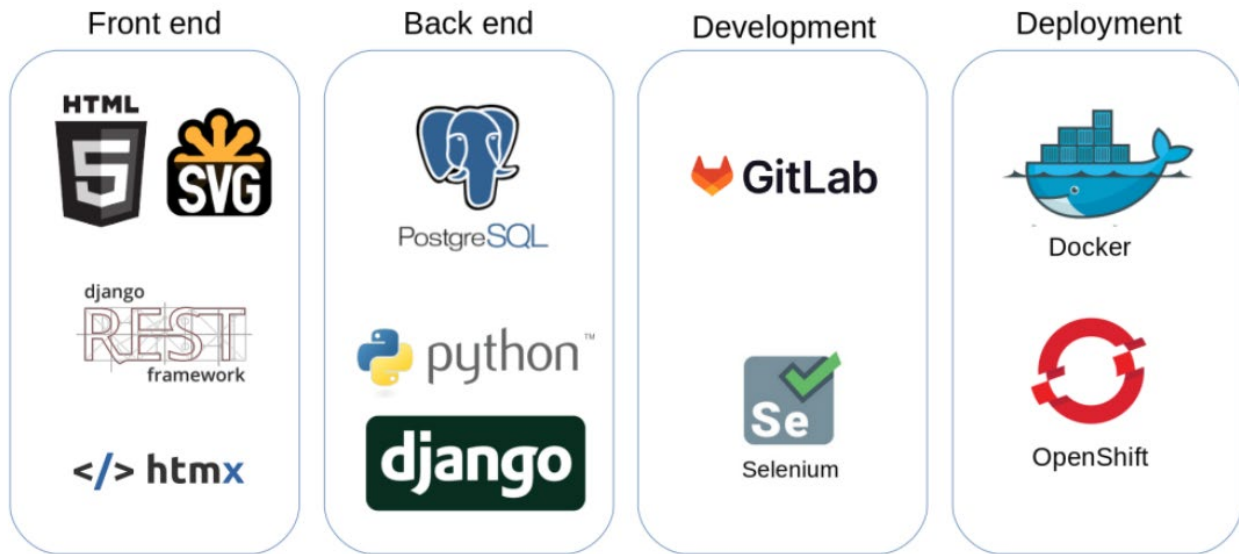 Front end
HTML
5
SVG
django
REST
framework
</> htmx
Back end
PostgreSQL
python™
django
Development
GitLab
Se
Selenium
Deployment
Docker
OpenShift